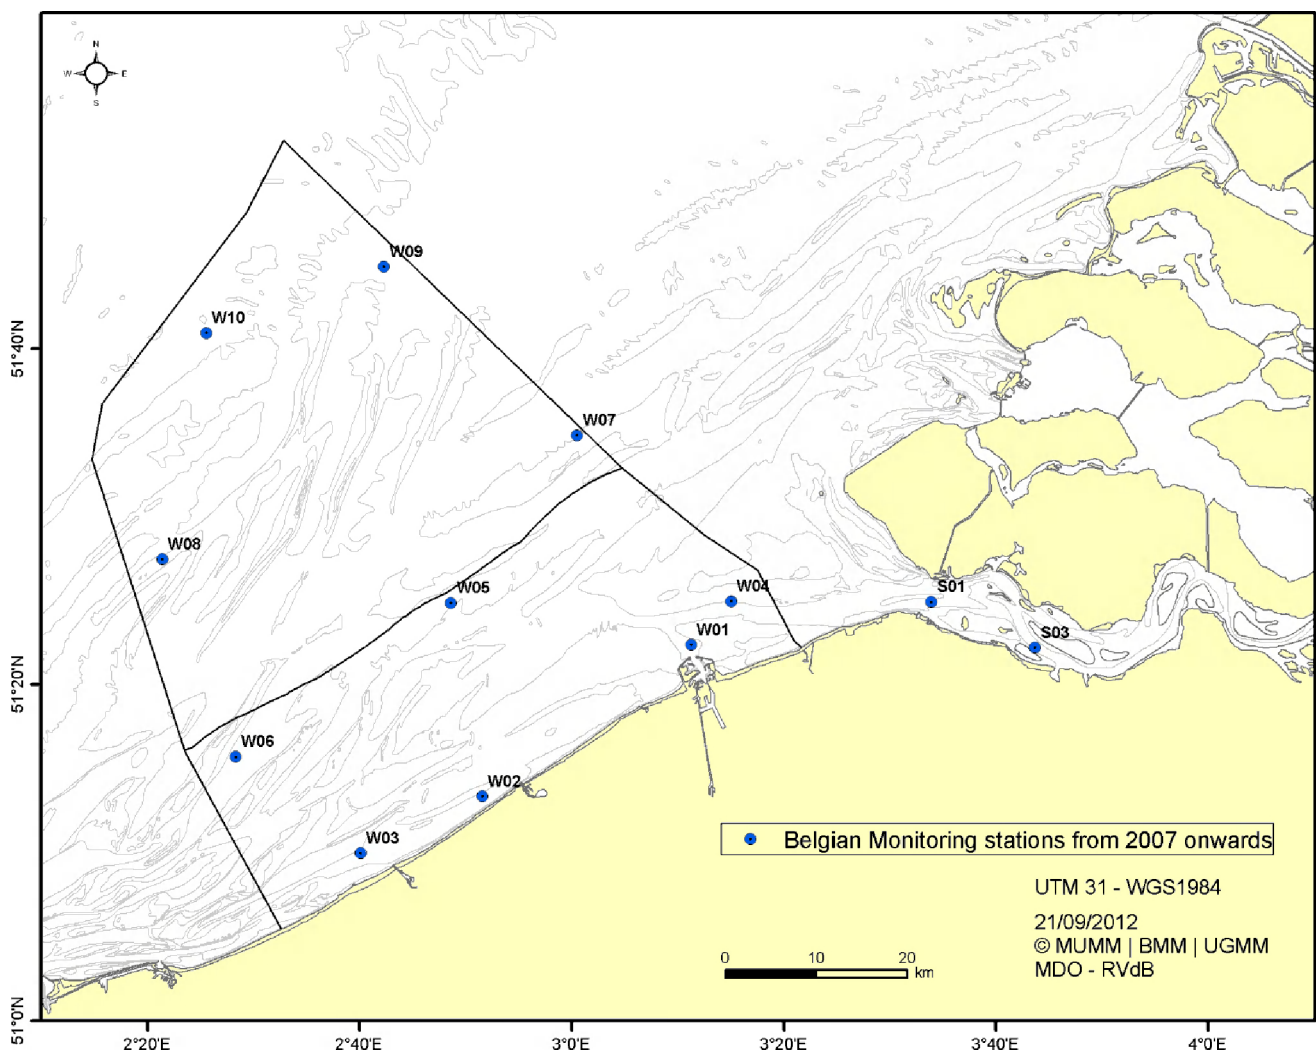 N
W E
S
W09
W10
51°40'N
W07
W08
W05
W04
S01
W01
S03
51°20'N
W06
W02
W03
Belgian Monitoring stations from 2007 onwards
UTM 31 - WGS1984
21/09/2012
© MUMM | BMM | UGMM
MDO - RVdB
0 10 20
km
51°0'N
2°20'E 2°40'E 3°0'E 3°20'E 3°40'E 4°0'E